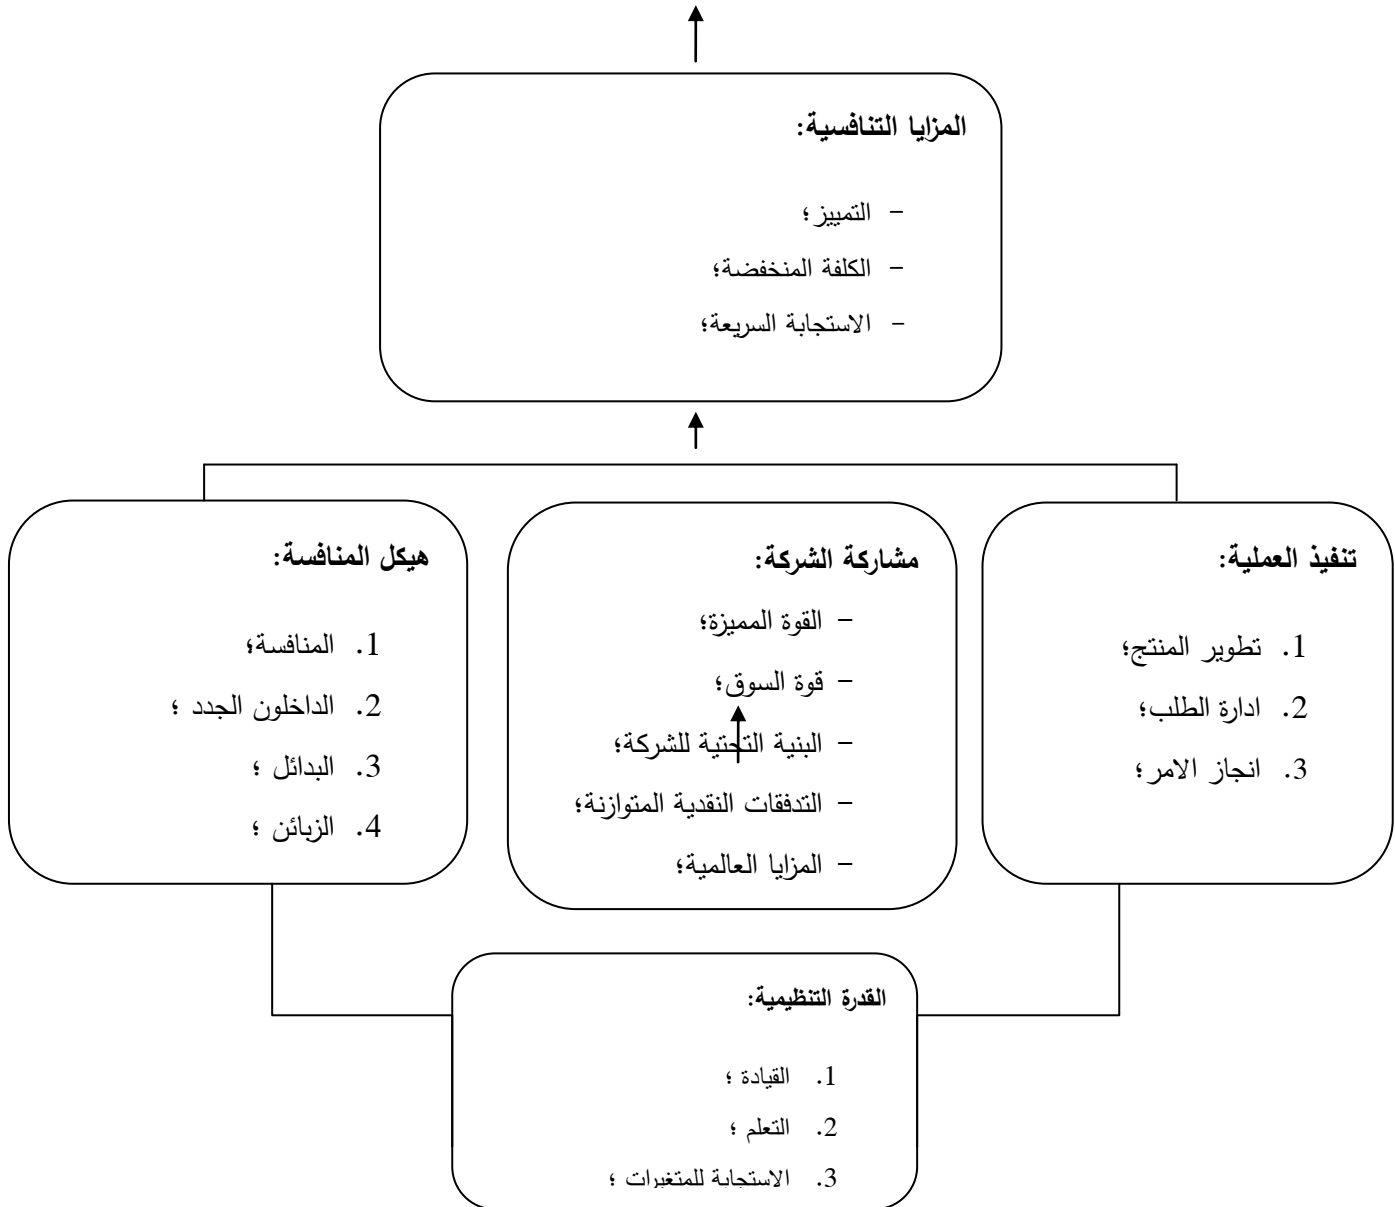 المزايا التنافسية:
– التمييز؛
– الكلفة المنخفضة؛
– الاستجابة السريعة؛
تنفيذ العملية:
1. تطوير المنتج؛
2. ادارة الطلب؛
3. انجاز الامر؛
مشاركة الشركة:
– القوة المميزة؛
– قوة السوق؛
– البنية التحتية للشركة؛
– التدفقات النقدية المتوازنة؛
– المزايا العالمية؛
هيكل المنافسة:
1. المنافسة؛
2. الداخلون الجدد ؛
3. البدائل ؛
4. الزبائن ؛
القدرة التنظيمية:
1. القيادة ؛
2. التعلم ؛
3. الاستجابة للمتغيرات ؛